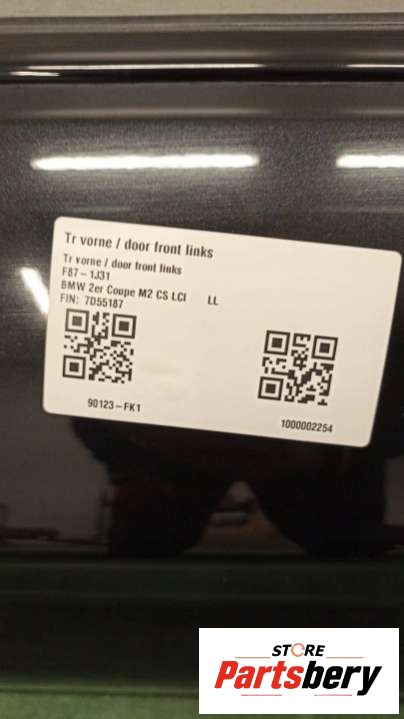 Tr vorne / door front links
Tr vorne / door front links
F87-1J31
BMW 2er Coupe M2 CS LCI LL
FIN: 7D55187
90123-FK1
1000002254
STORE
Partsbery